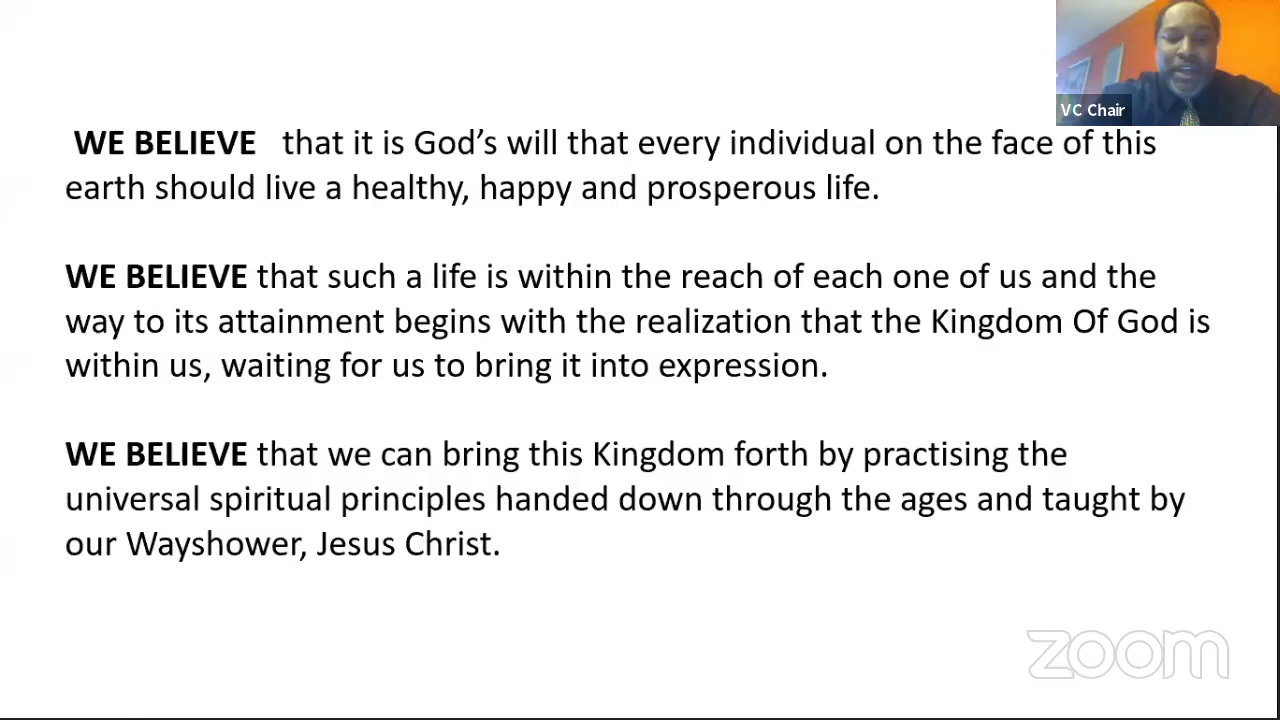 VC Chair
WE BELIEVE that it is God’s will that every individual on the face of this
earth should live a healthy, happy and prosperous life.
WE BELIEVE that such a life is within the reach of each one of us and the
way to its attainment begins with the realization that the Kingdom Of God is
within us, waiting for us to bring it into expression.
WE BELIEVE that we can bring this Kingdom forth by practising the
universal spiritual principles handed down through the ages and taught by
our Wayshower, Jesus Christ.
zoom